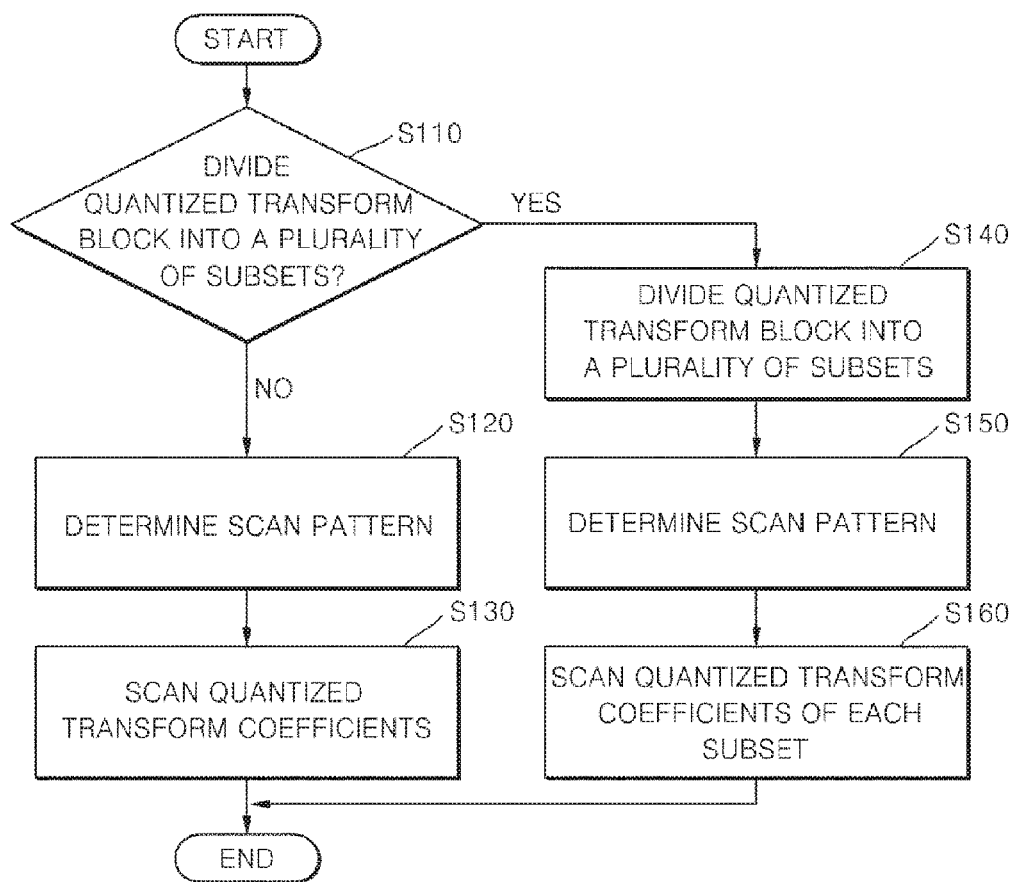 START
S110
DIVIDE
QUANTIZED TRANSFORM
BLOCK INTO A PLURALITY
OF SUBSETS?
YES
S140
DIVIDE QUANTIZED
TRANSFORM BLOCK INTO
A PLURALITY OF SUBSETS
NO
S120
DETERMINE SCAN PATTERN
S150
DETERMINE SCAN PATTERN
S130
SCAN QUANTIZED
TRANSFORM COEFFICIENTS
S160
SCAN QUANTIZED TRANSFORM
COEFFICIENTS OF EACH
SUBSET
END